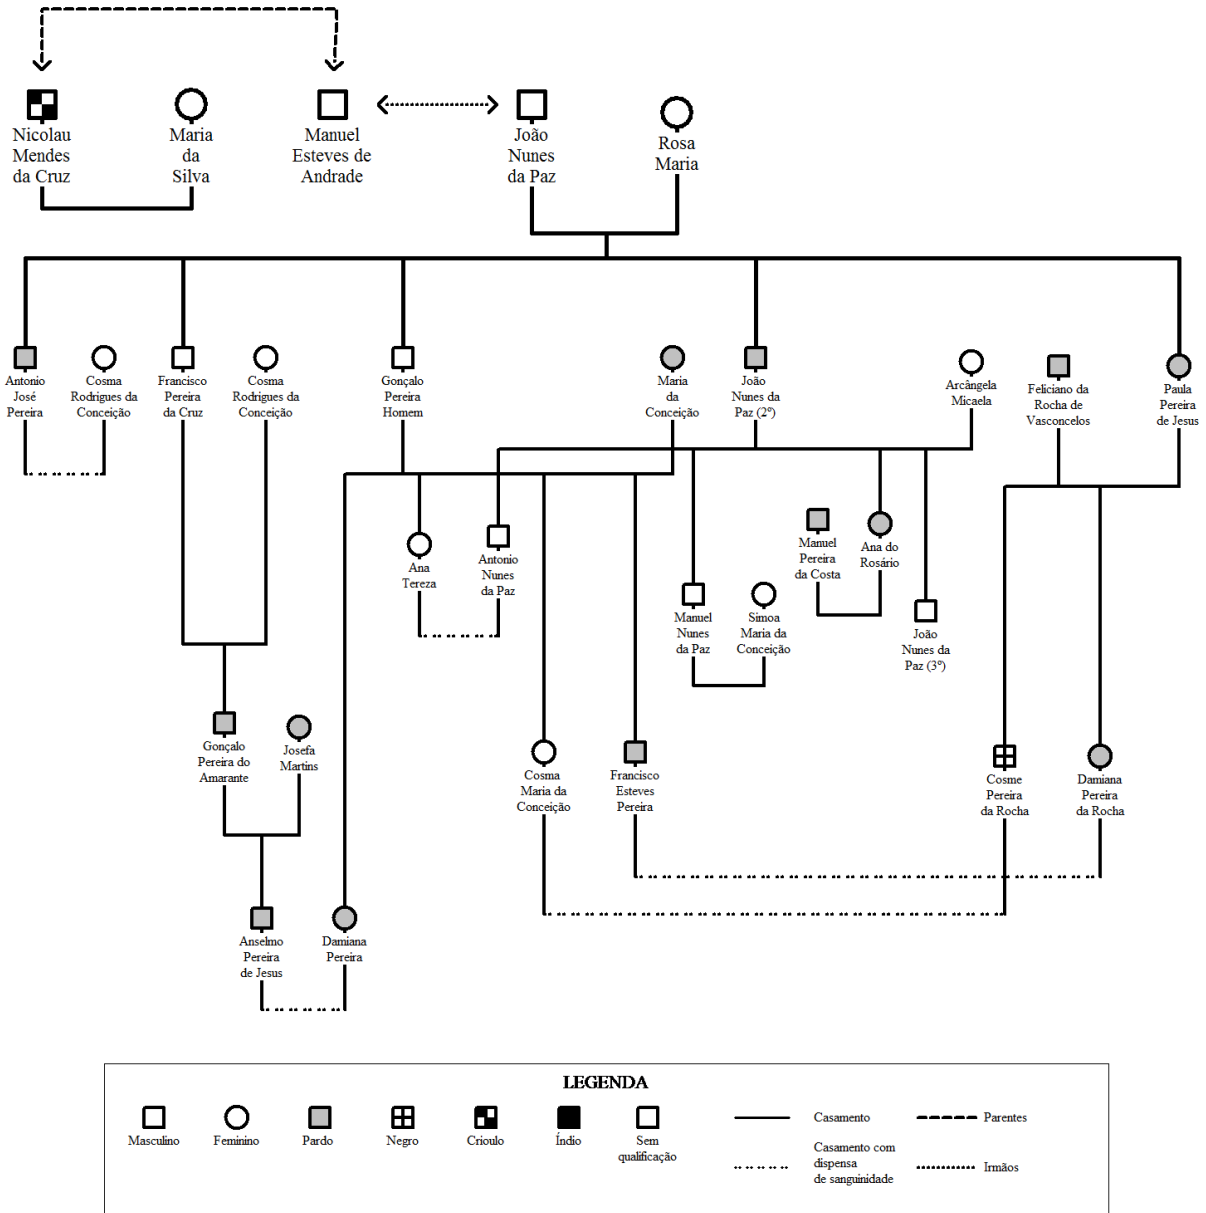 Nicolau
Mendes
da Cruz
Maria
da
Silva
Manuel
Esteves de
Andrade
João
Nunes
da Paz
Rosa
Maria
Antonio
José
Pereira
Cosma
Rodrigues da
Conceição
Francisco
Pereira
da Cruz
Cosma
Rodrigues da
Conceição
Gonçalo
Pereira
Homem
Maria
da
Conceição
João
Nunes da
Paz (2º)
Arcângela
Micaela
Feliciano da
Rocha de
Vasconcelos
Paula
Pereira
de Jesus
Ana
Tereza
Antonio
Nunes
da Paz
Manuel
Nunes
da Paz
Simoa
Maria da
Conceição
Manuel
Pereira
da Costa
Ana do
Rosário
João
Nunes da
Paz (3º)
Gonçalo
Pereira do
Amarante
Josefa
Martins
Cosma
Maria da
Conceição
Francisco
Esteves
Pereira
Cosme
Pereira
da Rocha
Damiana
Pereira
da Rocha
Anselmo
Pereira
de Jesus
Damiana
Pereira
LEGENDA
Masculino
Feminino
Pardo
Negro
Crioulo
Índio
Sem
qualificação
Casamento
Parentes
Casamento com
dispensa
de sanguinidade
Irmãos